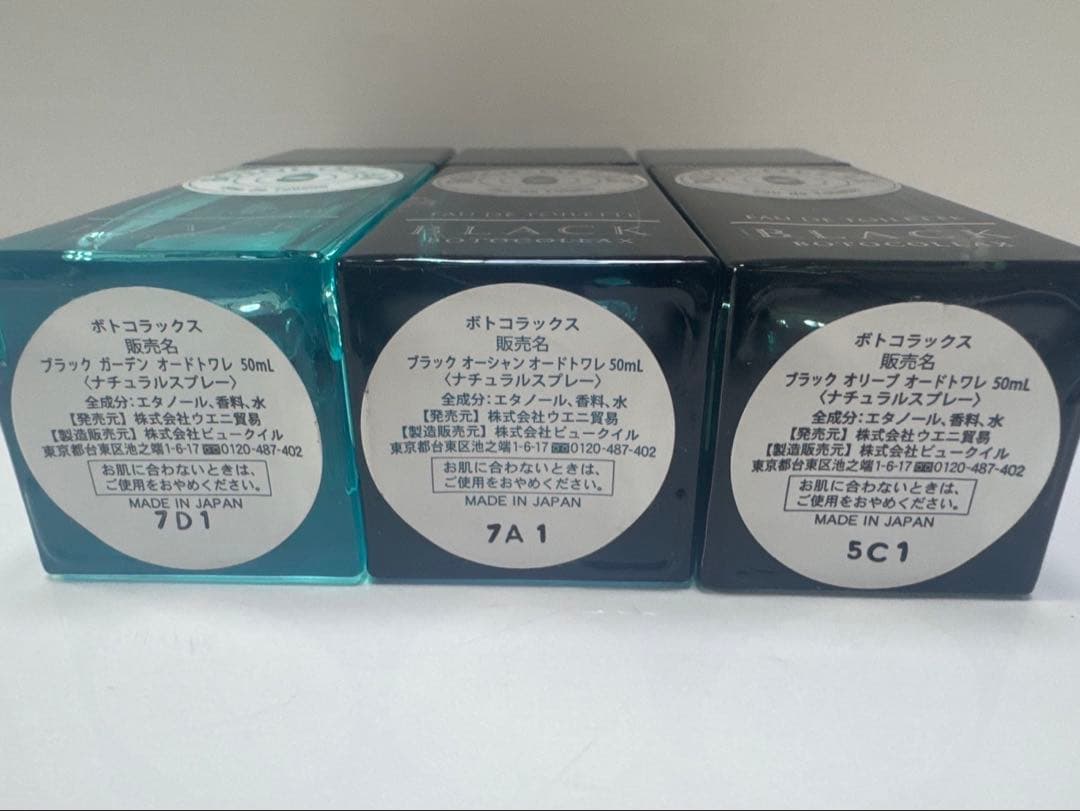 EAU DE TOILETTE
BLACK
BOTOCOLLAX
EAU DE TOILETTE
BLACK
BOTOCOLLAX
ボトコラックス
販売名
ブラック ガーデン オードトワレ 50mL
〈ナチュラルスプレー〉
全成分：エタノール、香料、水
【発売元】株式会社ウエニ貿易
【製造販売元】株式会社ビュークイル
東京都台東区池之端1-6-17 0120-487-402
お肌に合わないときは、
ご使用をおやめください。
MADE IN JAPAN
7D1
ボトコラックス
販売名
ブラック オーシャン オードトワレ 50mL
〈ナチュラルスプレー〉
全成分：エタノール、香料、水
【発売元】株式会社ウエニ貿易
【製造販売元】株式会社ビュークイル
東京都台東区池之端1-6-17 0120-487-402
お肌に合わないときは、
ご使用をおやめください。
MADE IN JAPAN
7A1
ボトコラックス
販売名
ブラック オリーブ オードトワレ 50mL
〈ナチュラルスプレー〉
全成分：エタノール、香料、水
【発売元】株式会社ウエニ貿易
【製造販売元】株式会社ビュークイル
東京都台東区池之端1-6-17 0120-487-402
お肌に合わないときは、
ご使用をおやめください。
MADE IN JAPAN
5C1